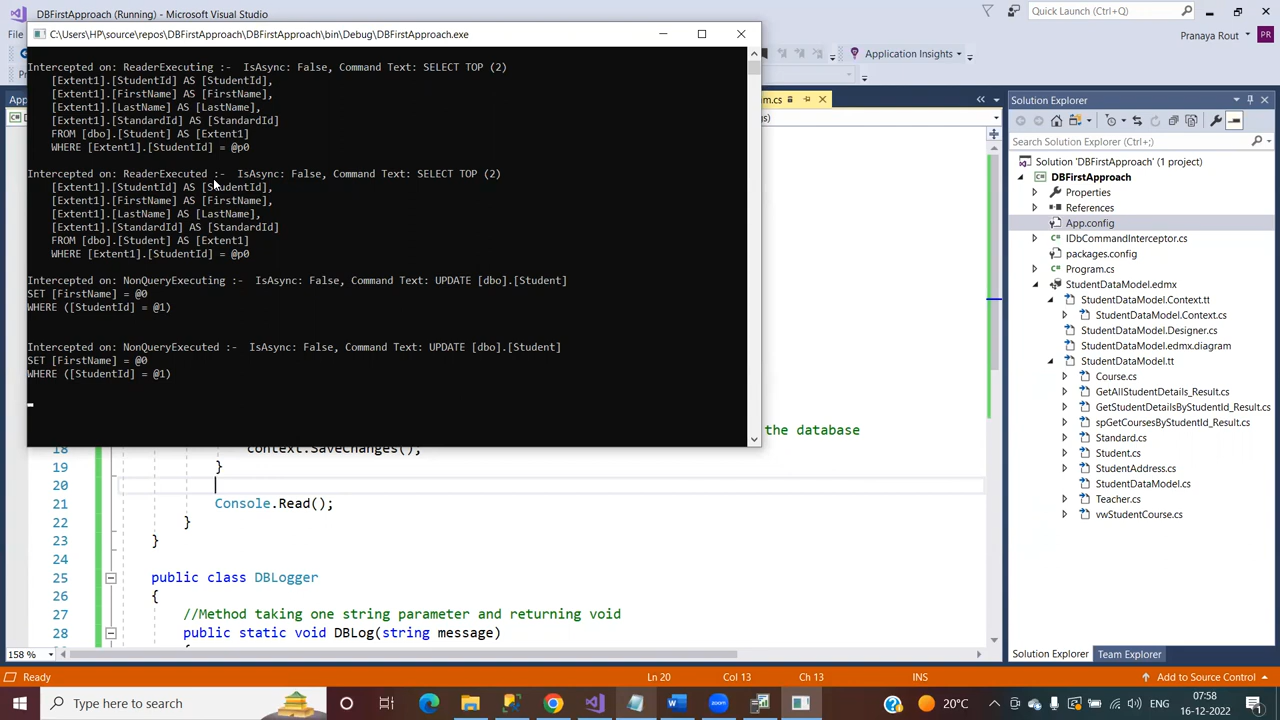 DBFirstApproach (Running) - Microsoft Visual Studio
Quick Launch (Ctrl+Q)
File
Pranaya Rout
PR
Application Insights
C:\Users\HP\source\repos\DBFirstApproach\DBFirstApproach\bin\Debug\DBFirstApproach.exe
Intercepted on: ReaderExecuting :-  IsAsync: False, Command Text: SELECT TOP (2)
[Extent1].[StudentId] AS [StudentId],
[Extent1].[FirstName] AS [FirstName],
[Extent1].[LastName] AS [LastName],
[Extent1].[StandardId] AS [StandardId]
FROM [dbo].[Student] AS [Extent1]
WHERE [Extent1].[StudentId] = @p0
Intercepted on: ReaderExecuted :-  IsAsync: False, Command Text: SELECT TOP (2)
[Extent1].[StudentId] AS [StudentId],
[Extent1].[FirstName] AS [FirstName],
[Extent1].[LastName] AS [LastName],
[Extent1].[StandardId] AS [StandardId]
FROM [dbo].[Student] AS [Extent1]
WHERE [Extent1].[StudentId] = @p0
Intercepted on: NonQueryExecuting :-  IsAsync: False, Command Text: UPDATE [dbo].[Student]
SET [FirstName] = @0
WHERE ([StudentId] = @1)
Intercepted on: NonQueryExecuted :-  IsAsync: False, Command Text: UPDATE [dbo].[Student]
SET [FirstName] = @0
WHERE ([StudentId] = @1)
the database
18 context.SaveChanges();
19 }
20
21 Console.Read();
22 }
23 }
24
25 public class DBLogger
26 {
27 //Method taking one string parameter and returning void
28 public static void DBLog(string message)
158 %
Solution Explorer
Search Solution Explorer (Ctrl+;)
Solution 'DBFirstApproach' (1 project)
DBFirstApproach
Properties
References
App.config
IDbCommandInterceptor.cs
packages.config
Program.cs
StudentDataModel.edmx
StudentDataModel.Context.tt
StudentDataModel.Context.cs
StudentDataModel.Designer.cs
StudentDataModel.edmx.diagram
StudentDataModel.tt
Course.cs
GetAllStudentDetails_Result.cs
GetStudentDetailsByStudentId_Result.cs
spGetCoursesByStudentId_Result.cs
Standard.cs
Student.cs
StudentAddress.cs
StudentDataModel.cs
Teacher.cs
vwStudentCourse.cs
Solution Explorer Team Explorer
Ready
Ln 20
Col 13
Ch 13
INS
Add to Source Control
Type here to search
20°C
07:58
16-12-2022